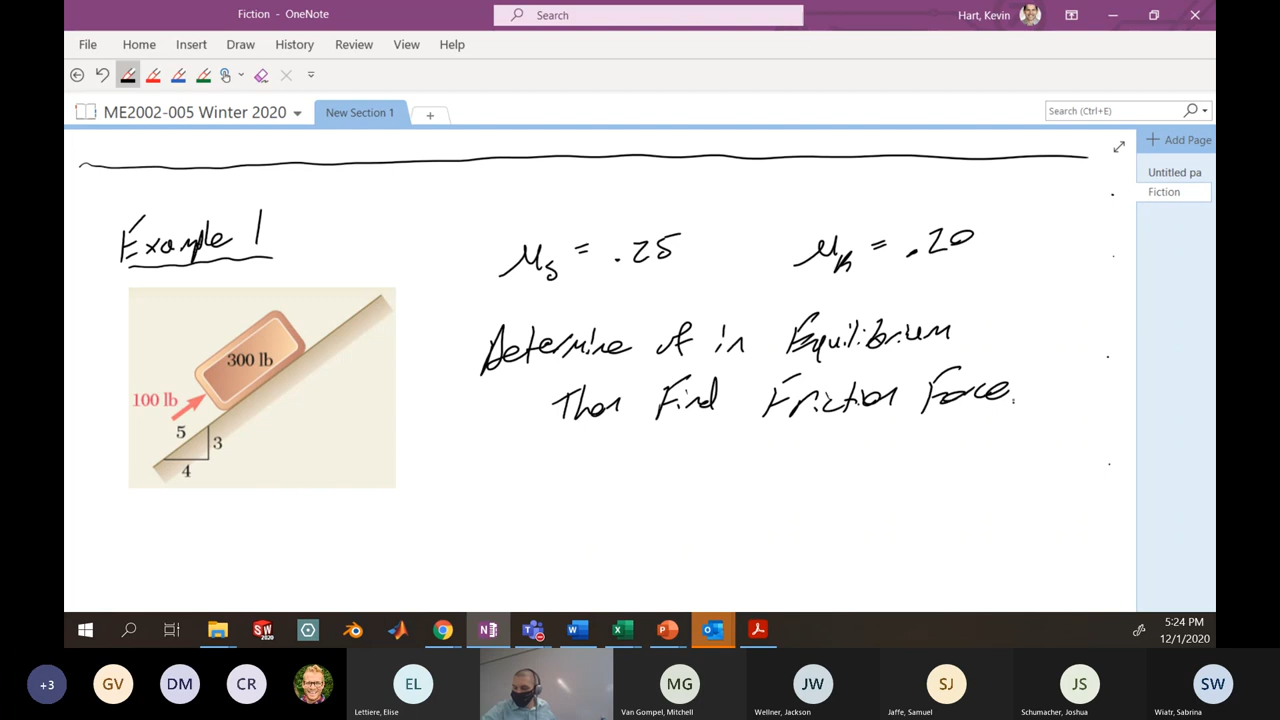 Fiction - OneNote
Search
Hart, Kevin
File Home Insert Draw History Review View Help
ME2002-005 Winter 2020
New Section 1
Search (Ctrl+E)
Add Page
Untitled pa
Fiction
Example 1
μs = .25 μk = .20
300 lb
100 lb
5
3
4
Determine if in Equilibrium
Then Find Friction Force.
5:24 PM
12/1/2020
+3 GV DM CR EL MG JW SJ JS SW
Lettiere, Elise Van Gompel, Mitchell Wellner, Jackson Jaffe, Samuel Schumacher, Joshua Wiatr, Sabrina